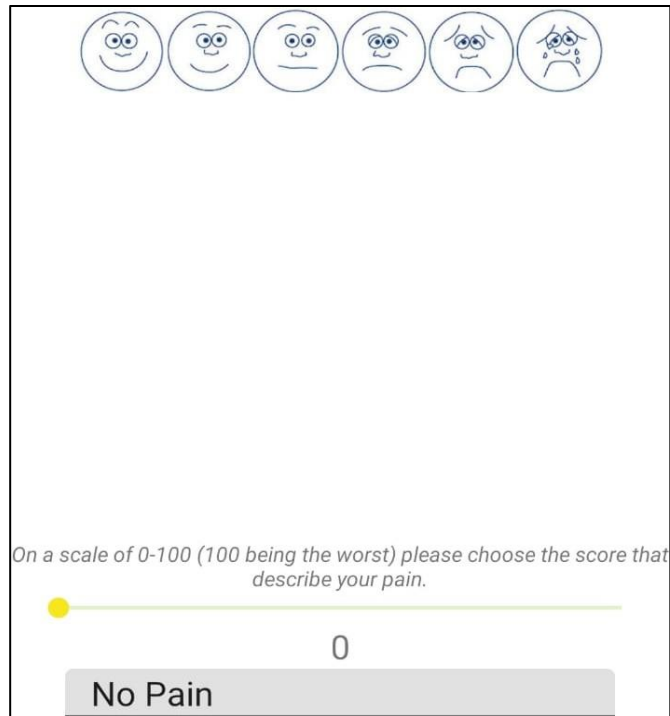 On a scale of 0-100 (100 being the worst) please choose the score that
describe your pain.
0
No Pain